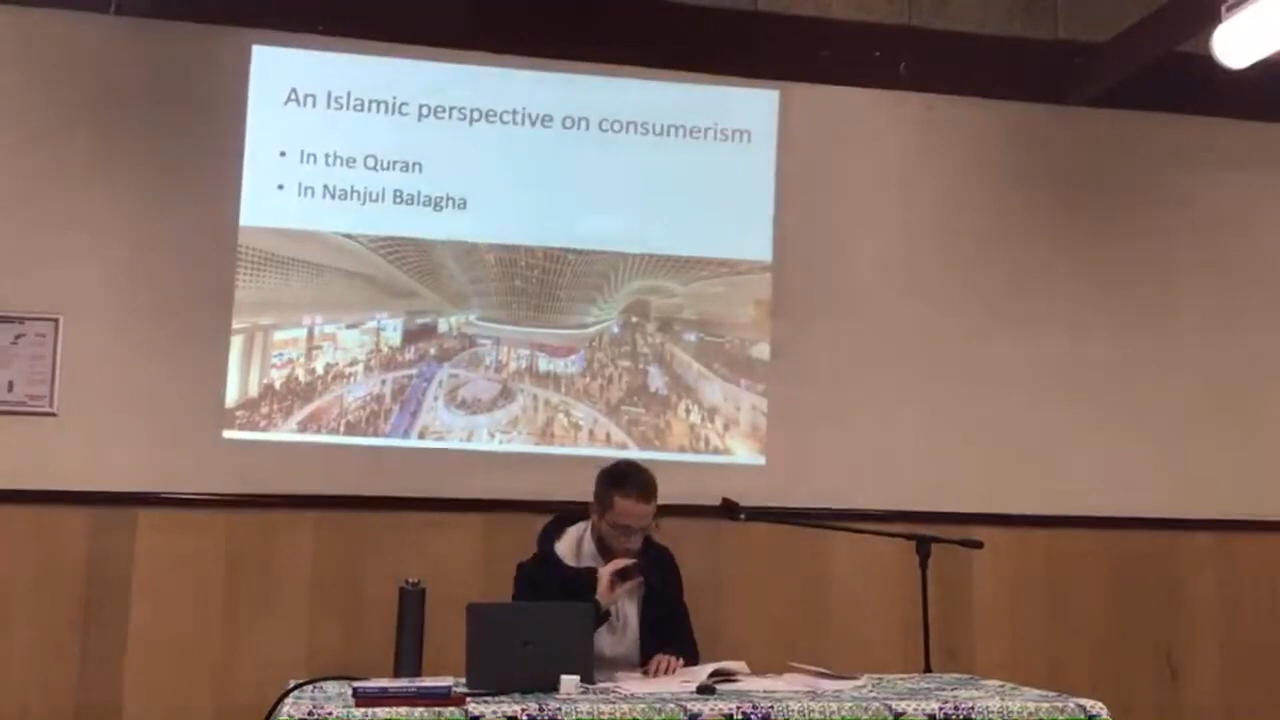 An Islamic perspective on consumerism
• In the Quran
• In Nahjul Balagha